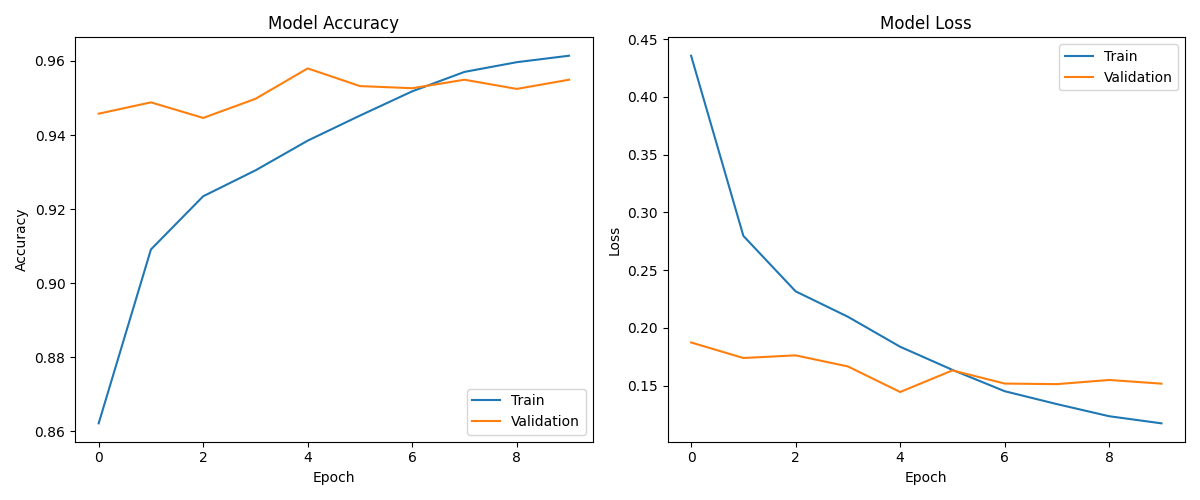 Model Accuracy
Accuracy
0.96
0.94
0.92
0.90
0.88
0.86
0 2 4 6 8
Epoch
Train
Validation
Model Loss
Loss
0.45
0.40
0.35
0.30
0.25
0.20
0.15
0 2 4 6 8
Epoch
Train
Validation